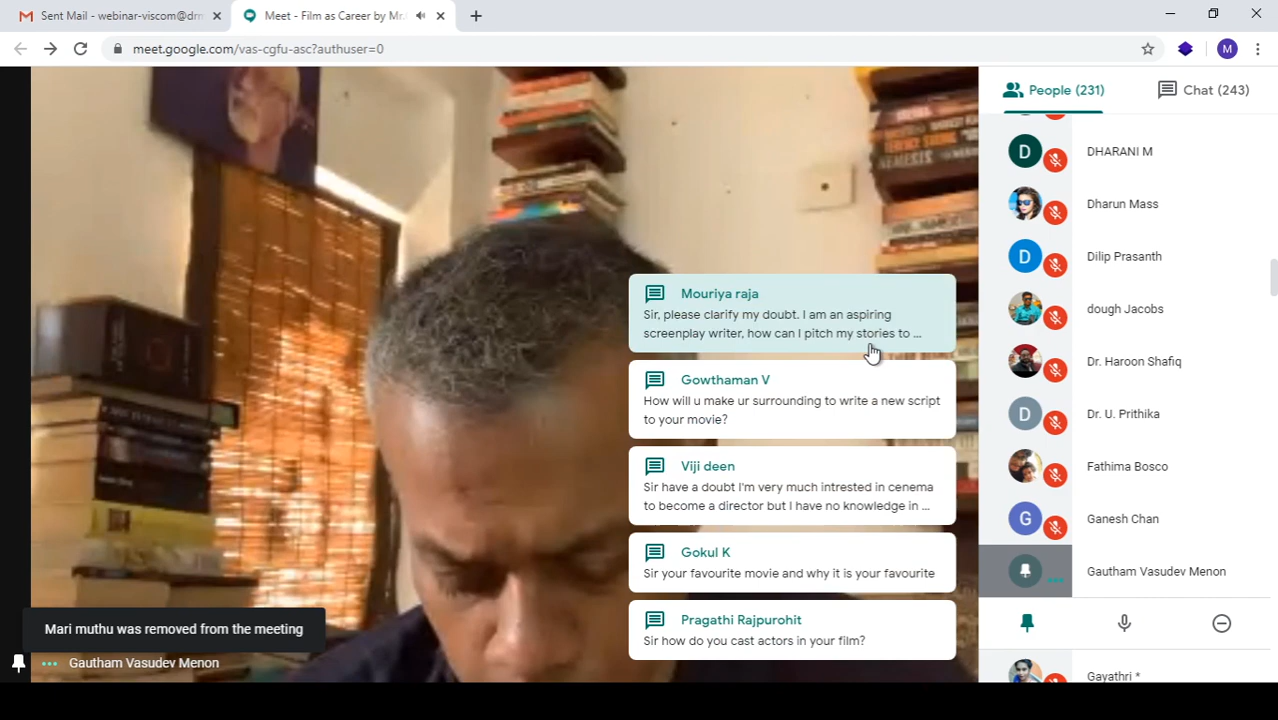 Sent Mail - webinar-viscom@drm
Meet - Film as Career by Mr.
meet.google.com/vas-cgfu-asc?authuser=0
M
People (231)
Chat (243)
D
DHARANI M
Dharun Mass
D
Dilip Prasanth
dough Jacobs
Dr. Haroon Shafiq
D
Dr. U. Prithika
Fathima Bosco
G
Ganesh Chan
Gautham Vasudev Menon
Gayathri *
NEMESIS
Mouriya raja
Sir, please clarify my doubt. I am an aspiring
screenplay writer, how can I pitch my stories to ...
Gowthaman V
How will u make ur surrounding to write a new script
to your movie?
Viji deen
Sir have a doubt I'm very much intrested in cenema
to become a director but I have no knowledge in ...
Gokul K
Sir your favourite movie and why it is your favourite
Pragathi Rajpurohit
Sir how do you cast actors in your film?
Mari muthu was removed from the meeting
Gautham Vasudev Menon